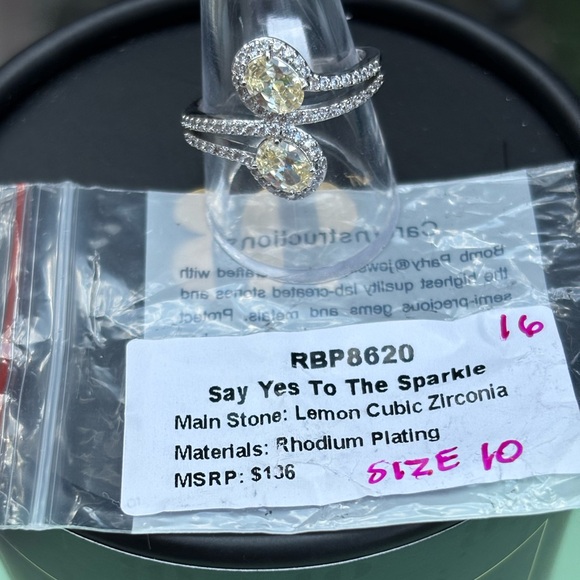 Care Instructions
Bomb Party® jewelry
crafted with
the highest quality lab-created stones and
semi-precious gems and metals. Protect
16
RBP8620
Say Yes To The Sparkle
Main Stone: Lemon Cubic Zirconia
Materials: Rhodium Plating
MSRP: $136
SIZE 10